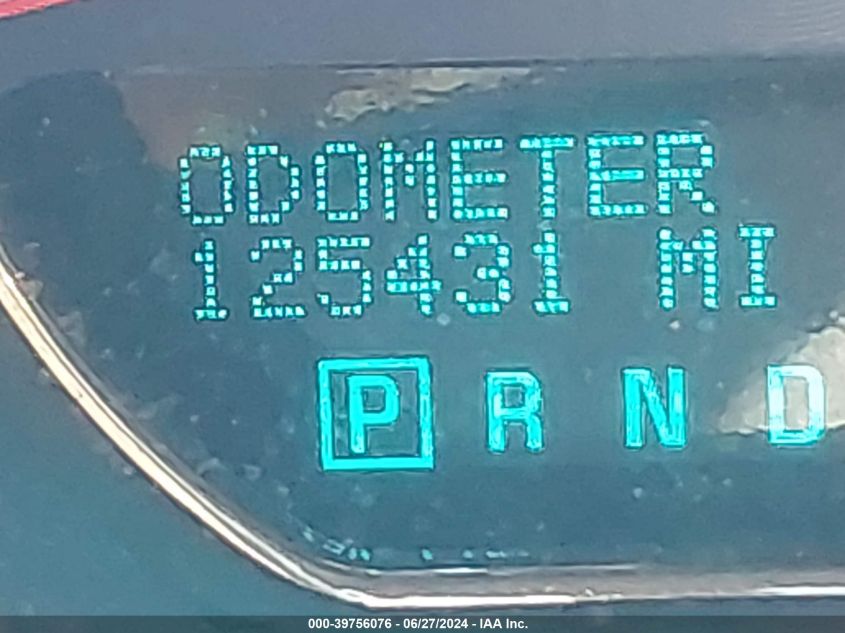 ODOMETER
125431 MI
P R N D
000-39756076 - 06/27/2024 - IAA Inc.